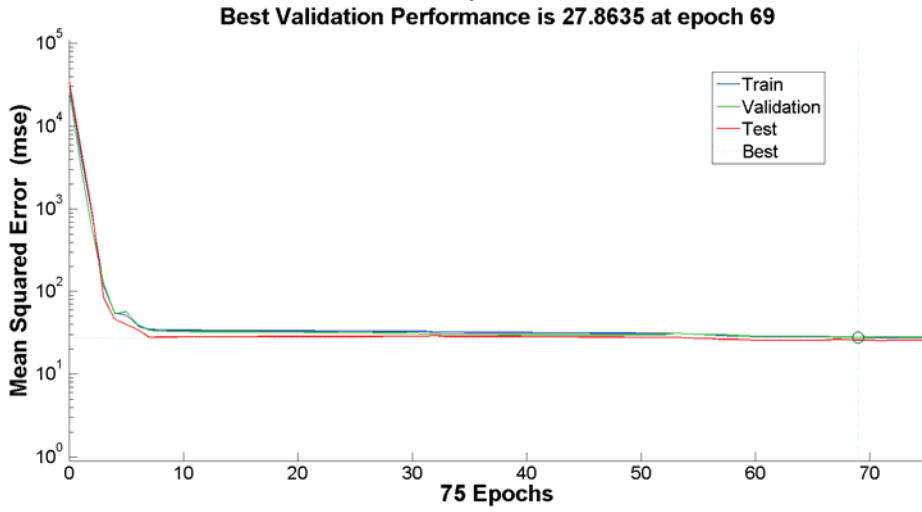 Best Validation Performance is 27.8635 at epoch 69
Mean Squared Error (mse)
10^5
10^4
10^3
10^2
10^1
10^0
Train
Validation
Test
Best
0 10 20 30 40 50 60 70
75 Epochs